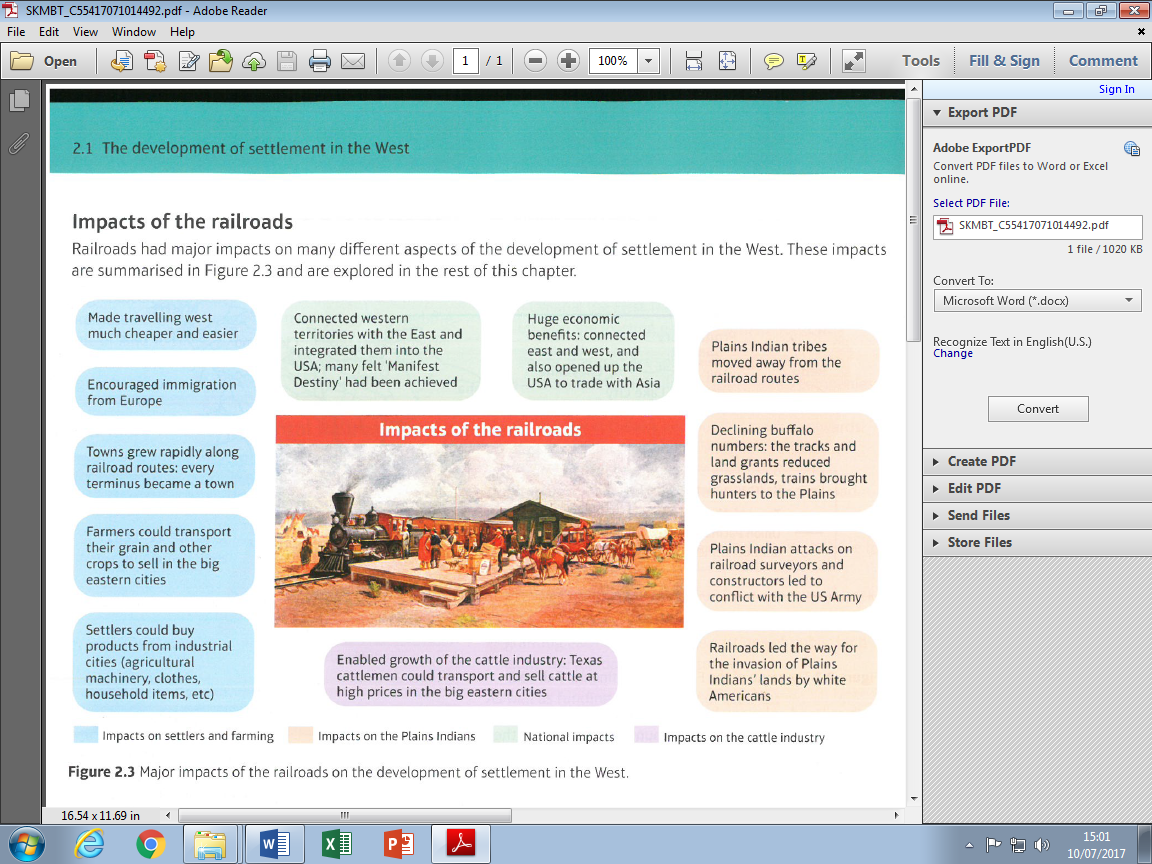 SKMBT_C55417071014492.pdf - Adobe Reader
File Edit View Window Help
Open 1 / 1 100% Tools Fill & Sign Comment
Sign In
2.1 The development of settlement in the West
Impacts of the railroads
Railroads had major impacts on many different aspects of the development of settlement in the West. These impacts
are summarised in Figure 2.3 and are explored in the rest of this chapter.
Made travelling west
much cheaper and easier
Encouraged immigration
from Europe
Towns grew rapidly along
railroad routes: every
terminus became a town
Farmers could transport
their grain and other
crops to sell in the big
eastern cities
Settlers could buy
products from industrial
cities (agricultural
machinery, clothes,
household items, etc)
Connected western
territories with the East and
integrated them into the
USA; many felt 'Manifest
Destiny' had been achieved
Huge economic
benefits: connected
east and west, and
also opened up the
USA to trade with Asia
Impacts of the railroads
Enabled growth of the cattle industry: Texas
cattlemen could transport and sell cattle at
high prices in the big eastern cities
Plains Indian tribes
moved away from the
railroad routes
Declining buffalo
numbers: the tracks and
land grants reduced
grasslands, trains brought
hunters to the Plains
Plains Indian attacks on
railroad surveyors and
constructors led to
conflict with the US Army
Railroads led the way for
the invasion of Plains
Indians' lands by white
Americans
Impacts on settlers and farming
Impacts on the Plains Indians
National impacts
Impacts on the cattle industry
Figure 2.3 Major impacts of the railroads on the development of settlement in the West.
16.54 x 11.69 in
Export PDF
Adobe ExportPDF
Convert PDF files to Word or Excel
online.
Select PDF File:
SKMBT_C55417071014492.pdf
1 file / 1020 KB
Convert To:
Microsoft Word (*.docx)
Recognize Text in English(U.S.)
Change
Convert
Create PDF
Edit PDF
Send Files
Store Files
15:01
10/07/2017